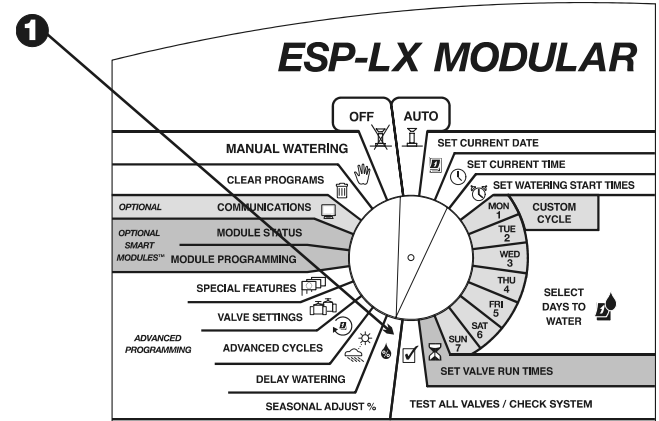 1
ESP-LX MODULAR
OFF
AUTO
MANUAL WATERING
SET CURRENT DATE
CLEAR PROGRAMS
SET CURRENT TIME
SET WATERING START TIMES
OPTIONAL
COMMUNICATIONS
MON
1
CUSTOM
CYCLE
OPTIONAL
SMART
MODULES™
MODULE STATUS
TUE
2
MODULE PROGRAMMING
WED
3
SPECIAL FEATURES
THU
4
SELECT
DAYS TO
WATER
VALVE SETTINGS
FRI
5
ADVANCED
PROGRAMMING
ADVANCED CYCLES
SAT
6
SUN
7
DELAY WATERING
SET VALVE RUN TIMES
SEASONAL ADJUST %
TEST ALL VALVES / CHECK SYSTEM